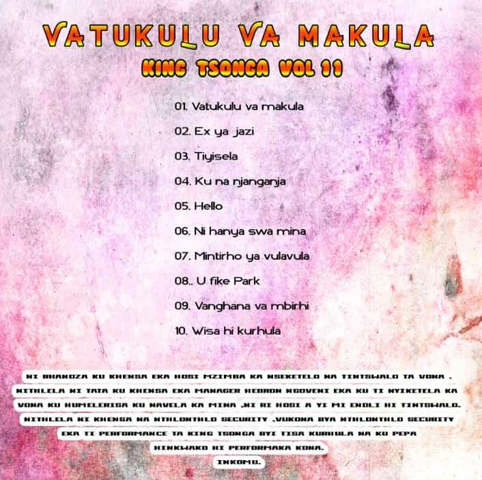 VATUKULU VA MAKULA
KING TSONGA VOL 11
01. Vatukulu va makula
02. Ex ya jazi
03. Tiyisela
04. Ku na njanganja
05. Hello
06. Ni hanya swa mina
07. Mintirho ya vulavula
08.. U fike Park
09. Vanghana va mbirhi
10. Wisa hi kurhula
NI RHANGZA KU KHENSA EKA HOSI MZIMBA KA NSEKETELO NA TINTSWALO TA VONA .
NITHLELA NI TATA KU KHENSA EKA MANAGER HEBRON NGOVENI EKA KU TI NYIKETELA KA
VONA KU HUMELERISA KU NAVELA KA MINA ,NI RI HOSI A YI MI ENOLI HI TINTSWALO.
NITHLELA NI KHENSA NA NTHLONTHLO SECURITY ,VUKONA BYA NTHLONTHLO SECURITY
EKA TI PERFORMANCE TA KING TSONGA BYI TISA KURHULA NA KU PEPA
HINKWAKO HI PERFORMAKA KONA.
INKOMU.